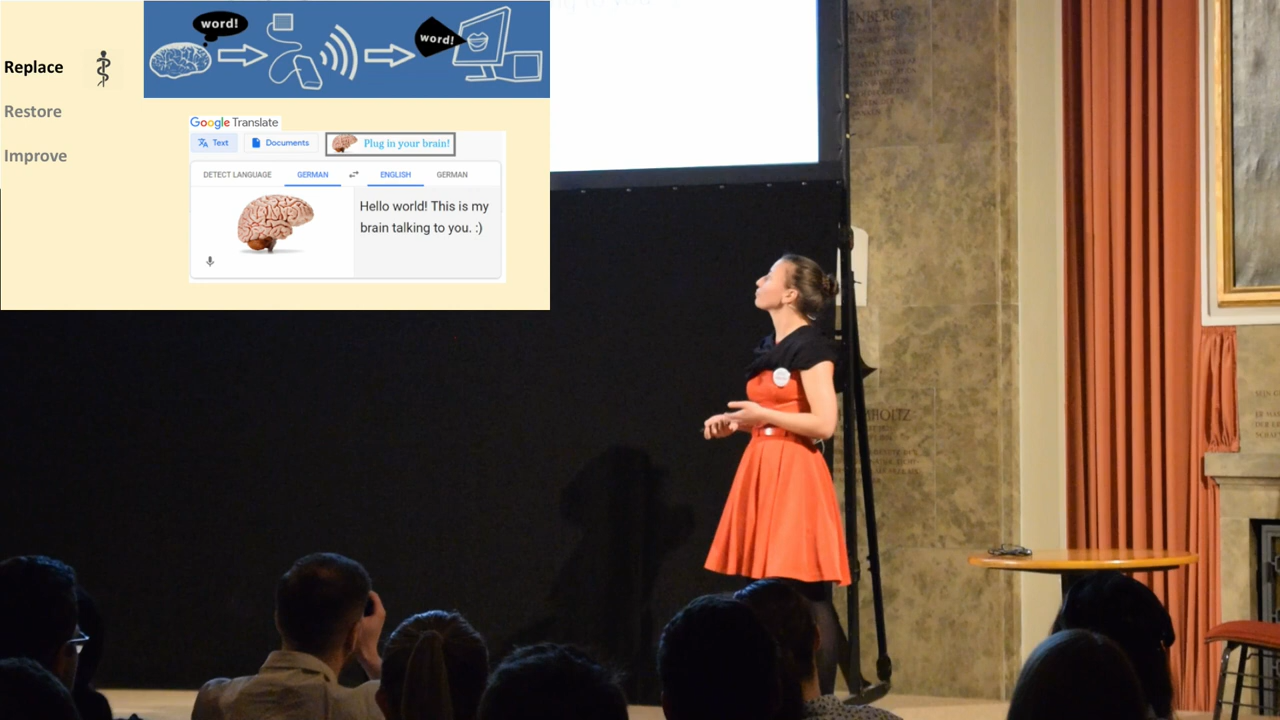 word!
word!
Replace
Restore
Improve
Google Translate
Text
Documents
Plug in your brain!
DETECT LANGUAGE
GERMAN
ENGLISH
GERMAN
Hello world! This is my
brain talking to you. :)